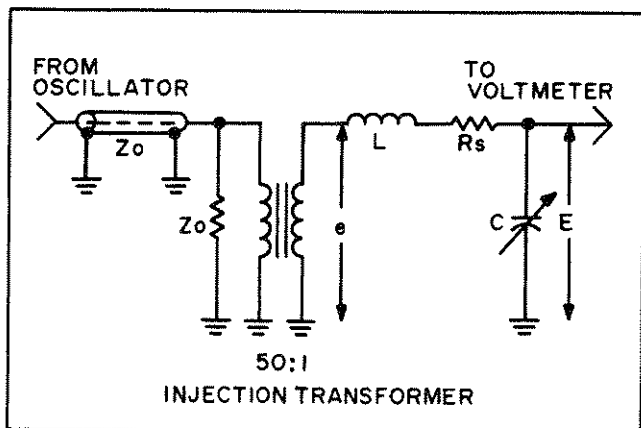 FROM
OSCILLATOR
TO
VOLTMETER
Zo
L
Rs
Zo
e
C
E
50:1
INJECTION TRANSFORMER